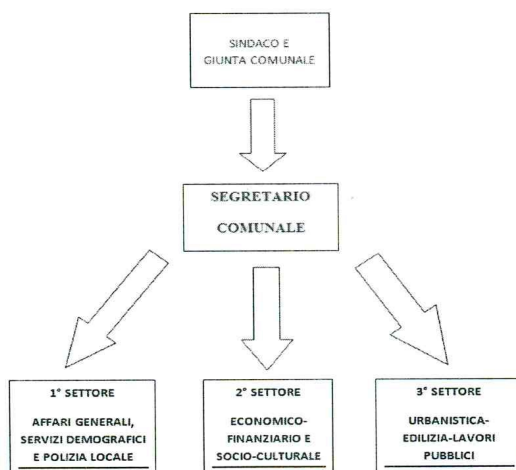 SINDACO E
GIUNTA COMUNALE
SEGRETARIO
COMUNALE
1° SETTORE
AFFARI GENERALI,
SERVIZI DEMOGRAFICI
E POLIZIA LOCALE
2° SETTORE
ECONOMICO-
FINANZIARIO E
SOCIO-CULTURALE
3° SETTORE
URBANISTICA-
EDILIZIA-LAVORI
PUBBLICI